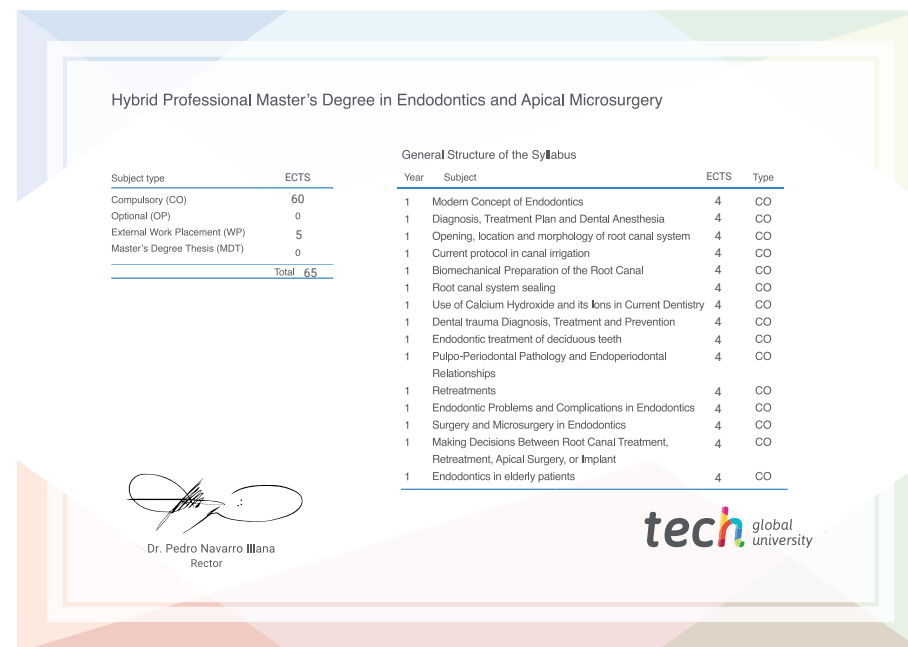 Hybrid Professional Master's Degree in Endodontics and Apical Microsurgery
Subject type ECTS
Compulsory (CO) 60
Optional (OP) 0
External Work Placement (WP) 5
Master's Degree Thesis (MDT) 0
Total 65
General Structure of the Syllabus
Year Subject ECTS Type
1 Modern Concept of Endodontics 4 CO
1 Diagnosis, Treatment Plan and Dental Anesthesia 4 CO
1 Opening, location and morphology of root canal system 4 CO
1 Current protocol in canal irrigation 4 CO
1 Biomechanical Preparation of the Root Canal 4 CO
1 Root canal system sealing 4 CO
1 Use of Calcium Hydroxide and its Ions in Current Dentistry 4 CO
1 Dental trauma Diagnosis, Treatment and Prevention 4 CO
1 Endodontic treatment of deciduous teeth 4 CO
1 Pulpo-Periodontal Pathology and Endoperiodontal 4 CO
Relationships
1 Retreatments 4 CO
1 Endodontic Problems and Complications in Endodontics 4 CO
1 Surgery and Microsurgery in Endodontics 4 CO
1 Making Decisions Between Root Canal Treatment, 4 CO
Retreatment, Apical Surgery, or Implant
1 Endodontics in elderly patients 4 CO
Dr. Pedro Navarro Illana
Rector
tech global
university